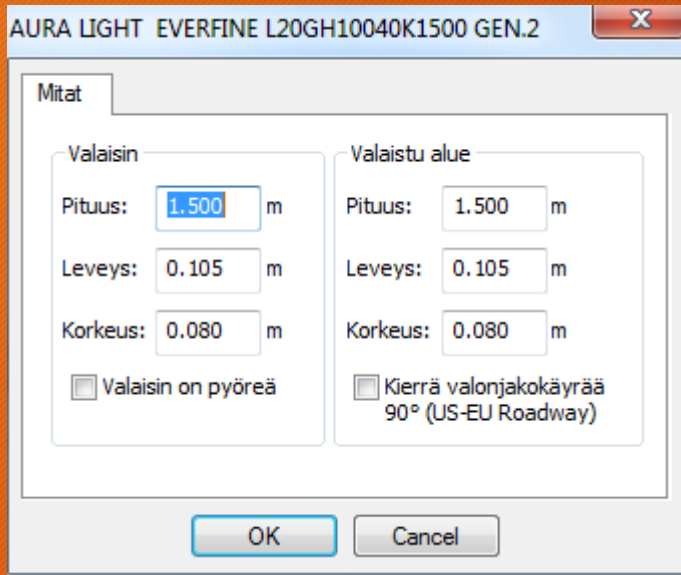 AURA LIGHT EVERFINE L20GH10040K1500 GEN.2
Mitat
Valaisin
Pituus: 1.500 m
Leveys: 0.105 m
Korkeus: 0.080 m
Valaisin on pyöreä
Valaistu alue
Pituus: 1.500 m
Leveys: 0.105 m
Korkeus: 0.080 m
Kierrä valonjakokäyrää
90° (US-EU Roadway)
OK
Cancel